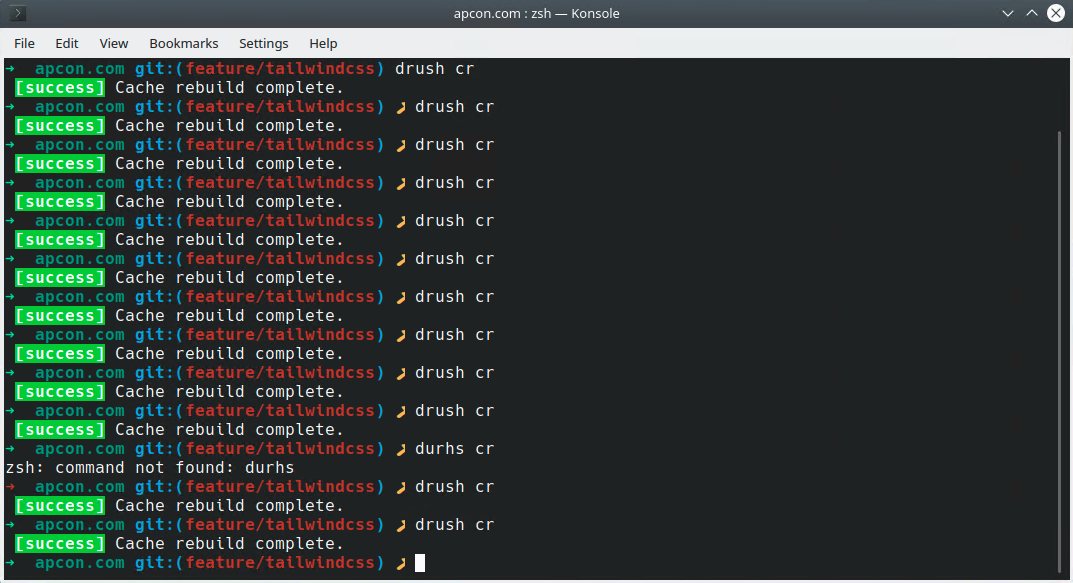 apcon.com : zsh — Konsole
File Edit View Bookmarks Settings Help
➜ apcon.com git:(feature/tailwindcss) drush cr
[success] Cache rebuild complete.
➜ apcon.com git:(feature/tailwindcss) drush cr
[success] Cache rebuild complete.
➜ apcon.com git:(feature/tailwindcss) drush cr
[success] Cache rebuild complete.
➜ apcon.com git:(feature/tailwindcss) drush cr
[success] Cache rebuild complete.
➜ apcon.com git:(feature/tailwindcss) drush cr
[success] Cache rebuild complete.
➜ apcon.com git:(feature/tailwindcss) drush cr
[success] Cache rebuild complete.
➜ apcon.com git:(feature/tailwindcss) drush cr
[success] Cache rebuild complete.
➜ apcon.com git:(feature/tailwindcss) drush cr
[success] Cache rebuild complete.
➜ apcon.com git:(feature/tailwindcss) drush cr
[success] Cache rebuild complete.
➜ apcon.com git:(feature/tailwindcss) drush cr
[success] Cache rebuild complete.
➜ apcon.com git:(feature/tailwindcss) durhs cr
zsh: command not found: durhs
➜ apcon.com git:(feature/tailwindcss) drush cr
[success] Cache rebuild complete.
➜ apcon.com git:(feature/tailwindcss) drush cr
[success] Cache rebuild complete.
➜ apcon.com git:(feature/tailwindcss)